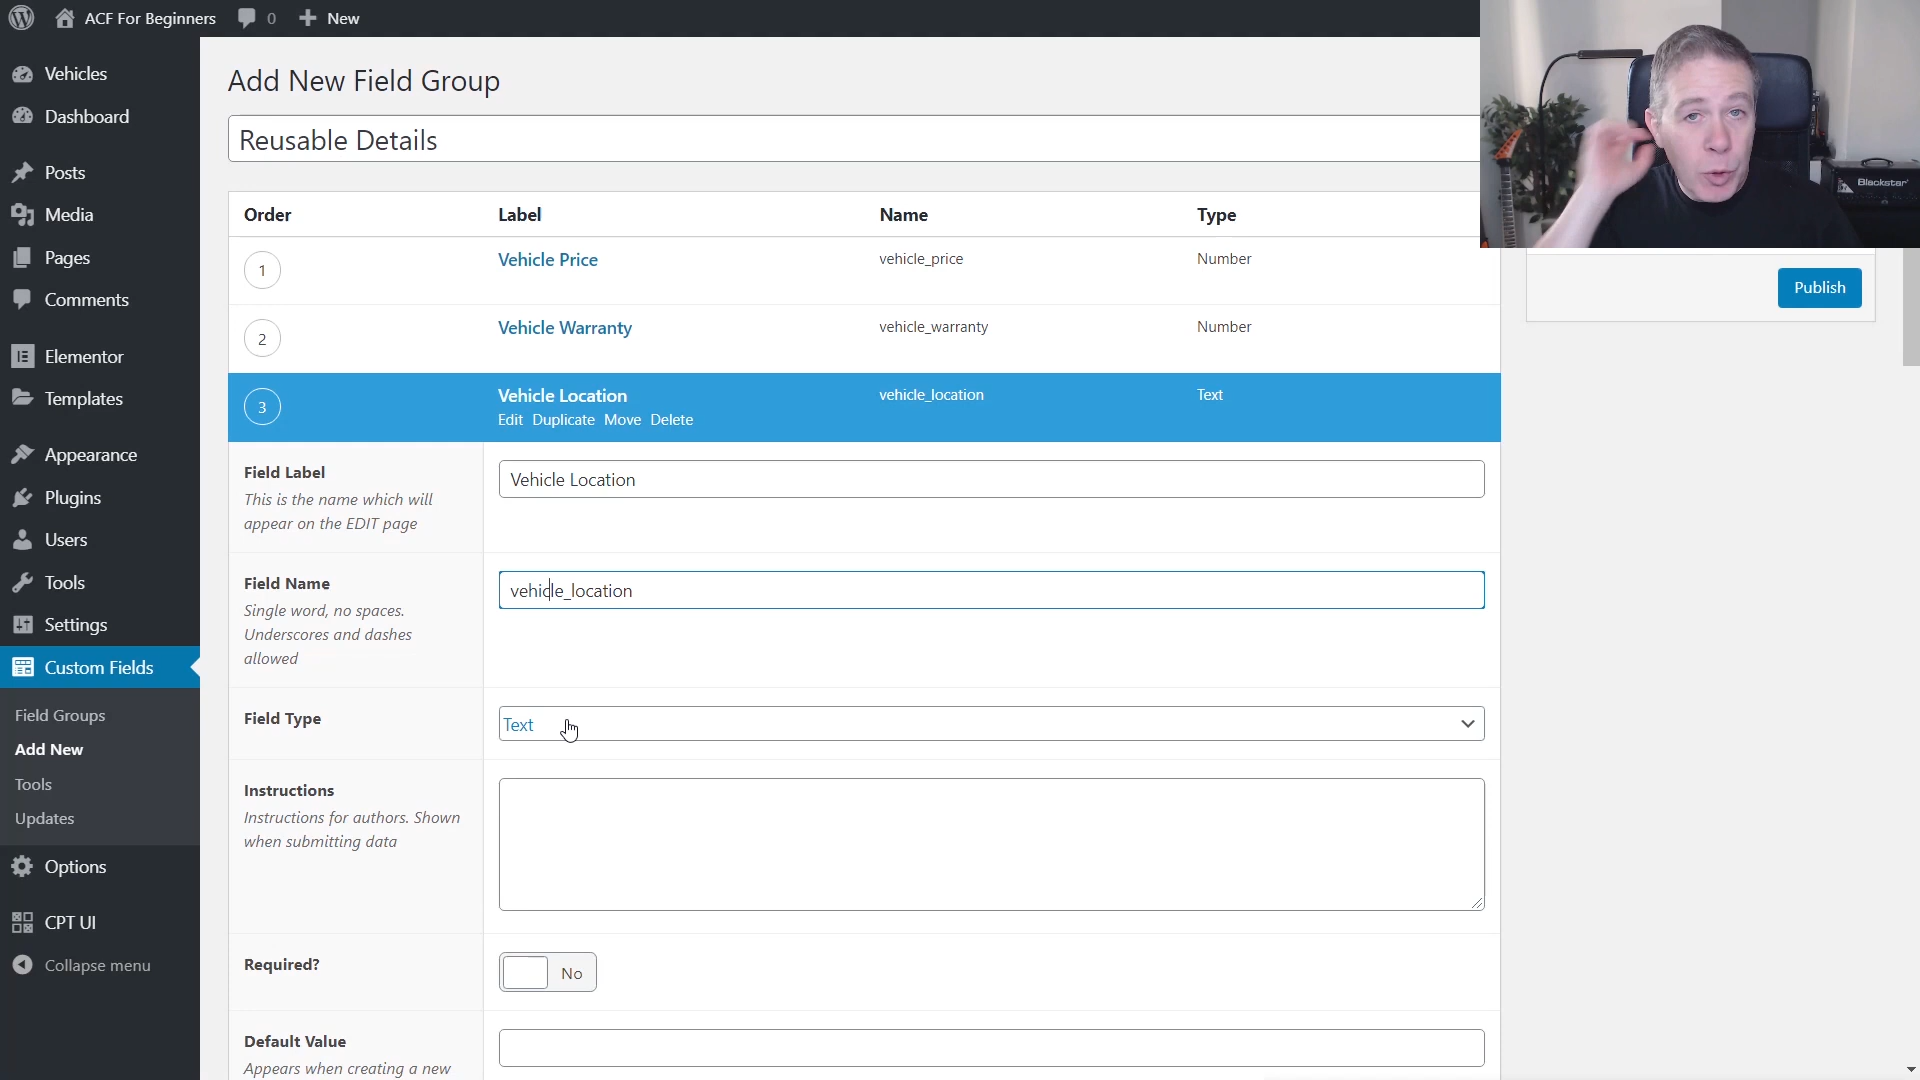 ACF For Beginners
0
New
Vehicles
Dashboard
Posts
Media
Pages
Comments
Elementor
Templates
Appearance
Plugins
Users
Tools
Settings
Custom Fields
Field Groups
Add New
Tools
Updates
Options
CPT UI
Collapse menu
Add New Field Group
Reusable Details
Order Label Name Type
1 Vehicle Price vehicle_price Number
2 Vehicle Warranty vehicle_warranty Number
3 Vehicle Location vehicle_location Text
Edit Duplicate Move Delete
Field Label
This is the name which will
appear on the EDIT page
Vehicle Location
Field Name
Single word, no spaces.
Underscores and dashes
allowed
vehicle_location
Field Type
Text
Instructions
Instructions for authors. Shown
when submitting data
Required?
No
Default Value
Appears when creating a new
Publish
Blackstar